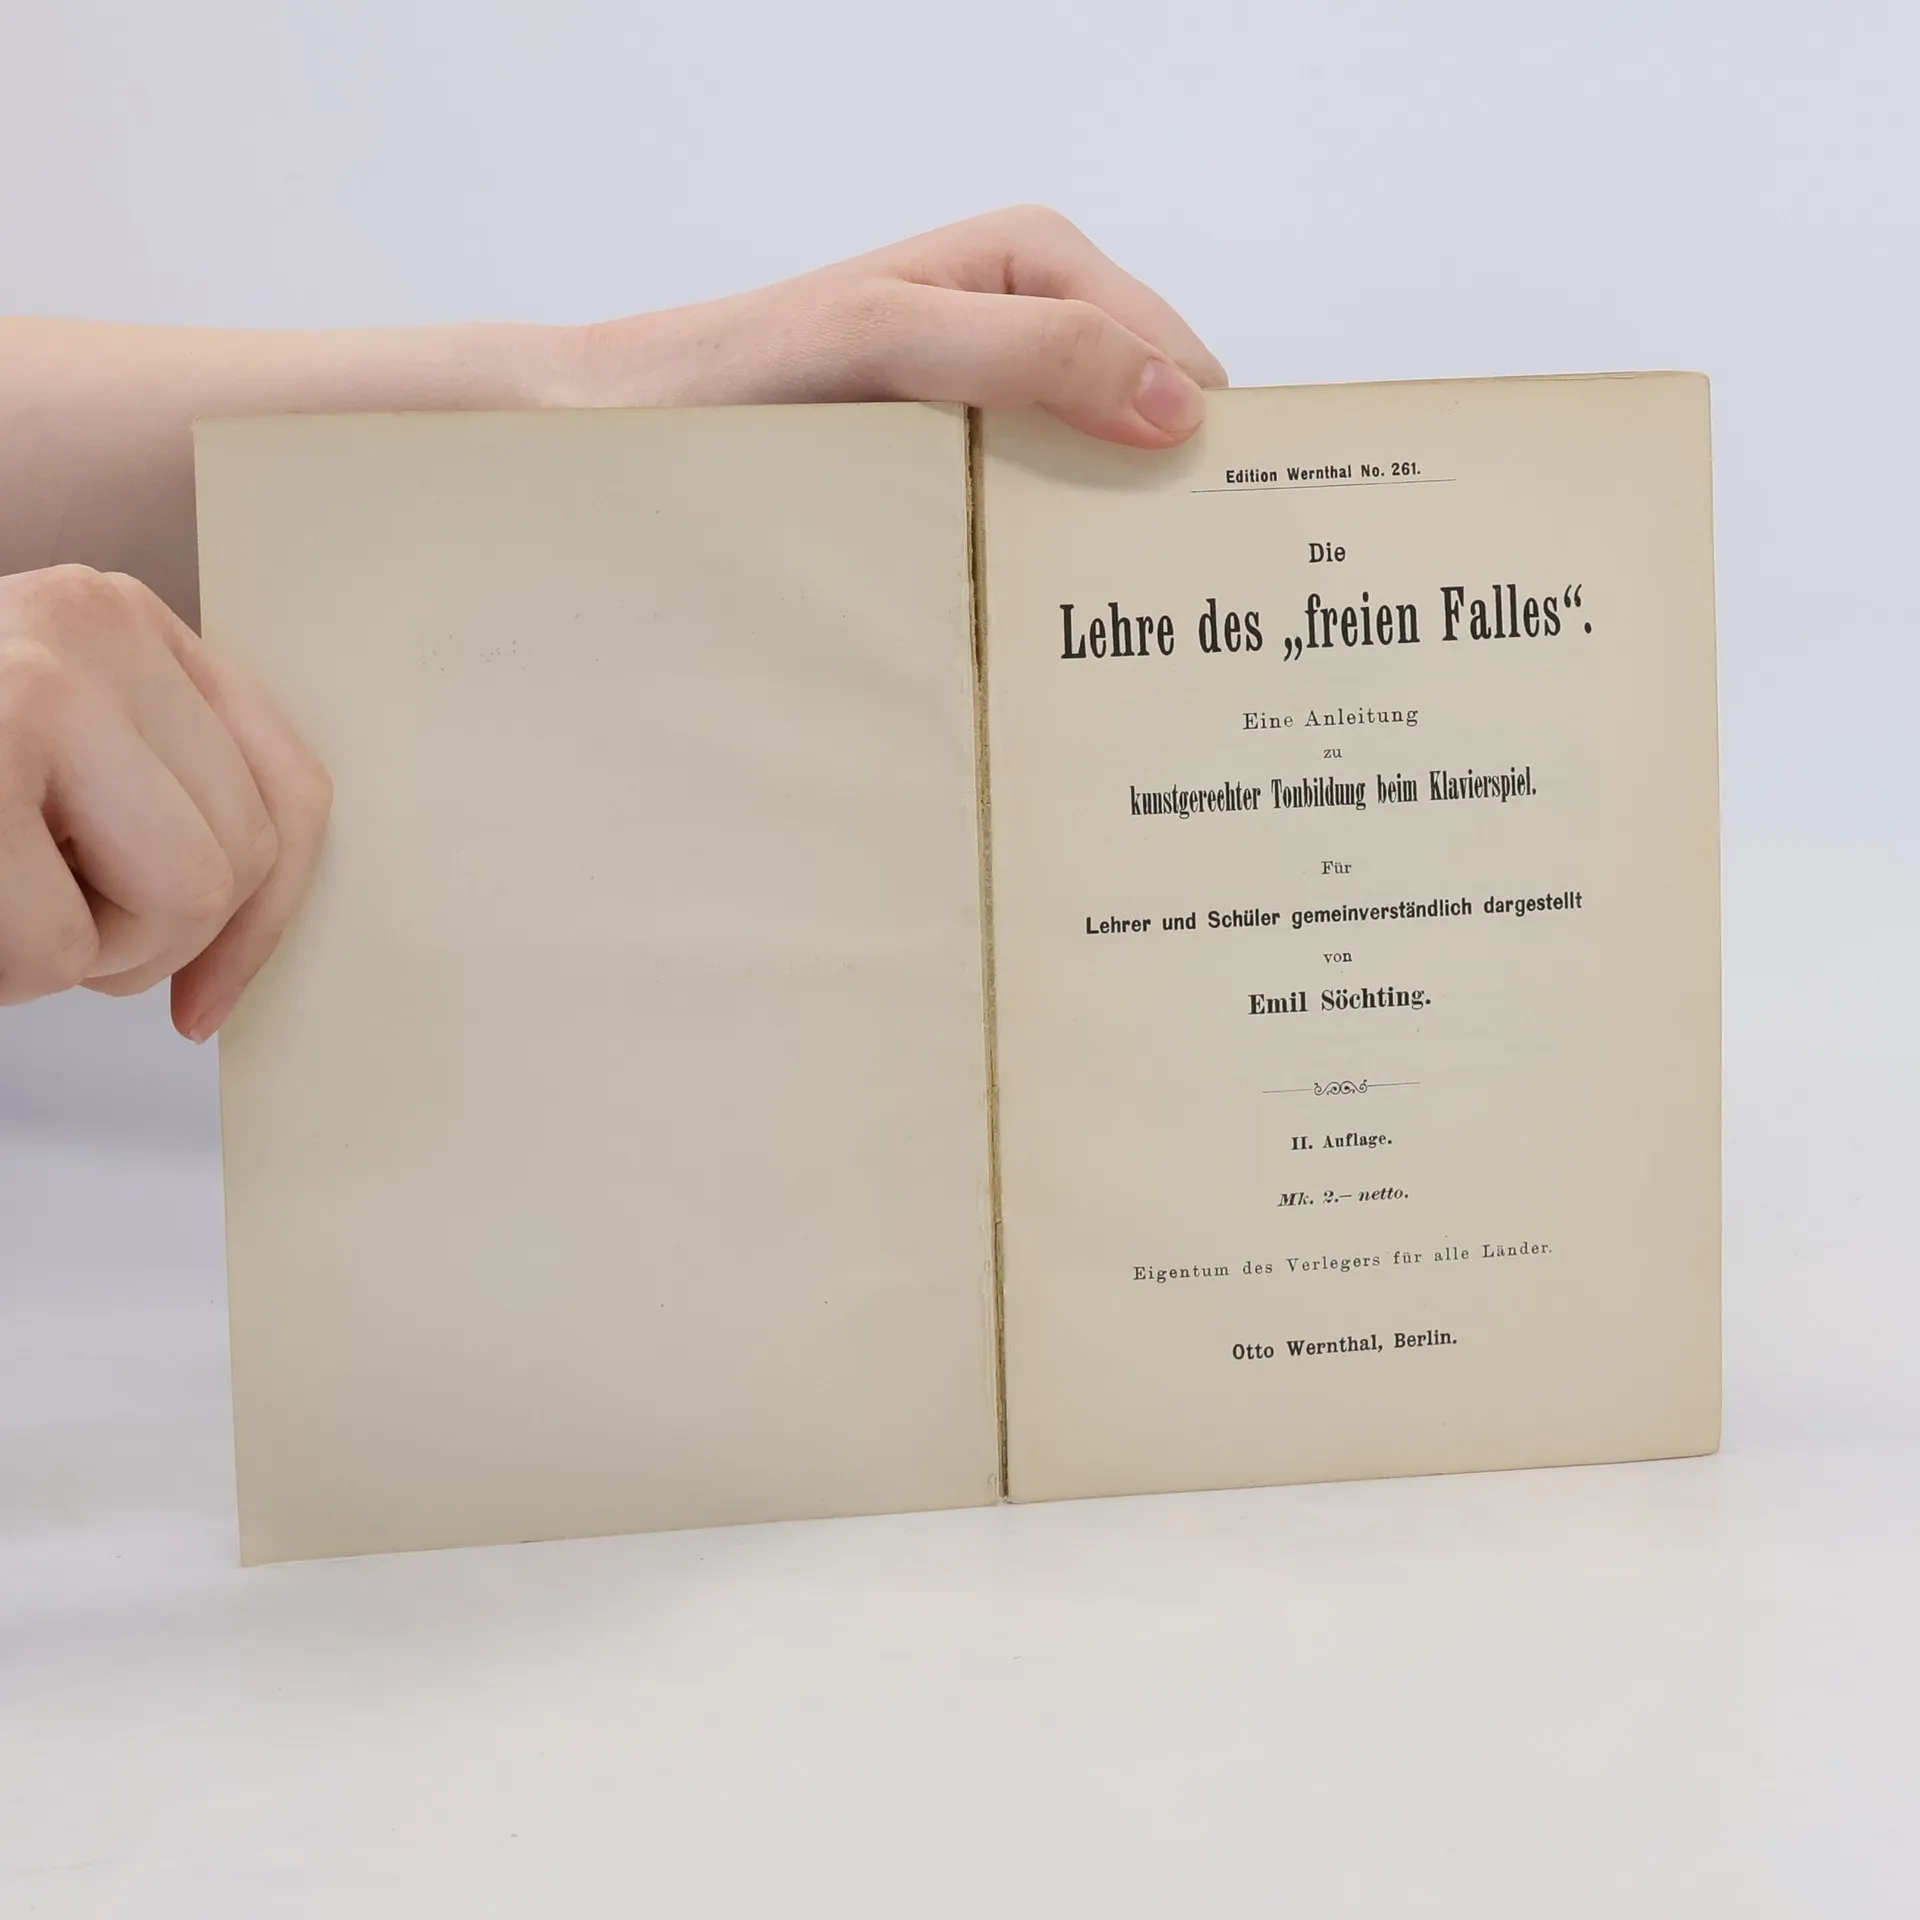 Edition Wernthal No. 261.
Die
Lehre des „freien Falles“.
Eine Anleitung
zu
kunstgerechter Tonbildung beim Klavierspiel.
Für
Lehrer und Schüler gemeinverständlich dargestellt
von
Emil Söchting.
II. Auflage.
Mk. 2.— netto.
Eigentum des Verlegers für alle Länder.
Otto Wernthal, Berlin.